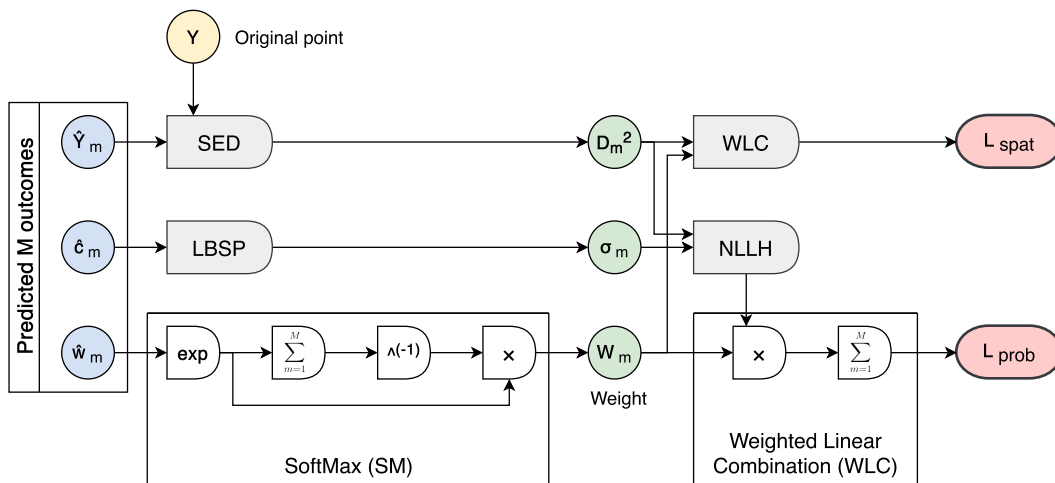 Y
Original point
Predicted M outcomes
Ŷ m
SED
Dm²
WLC
L spat
ĉ m
LBSP
σ m
NLLH
ŵ m
exp
M
∑
m=1
^(-1)
×
W m
×
M
∑
m=1
L prob
Weight
SoftMax (SM)
Weighted Linear
Combination (WLC)